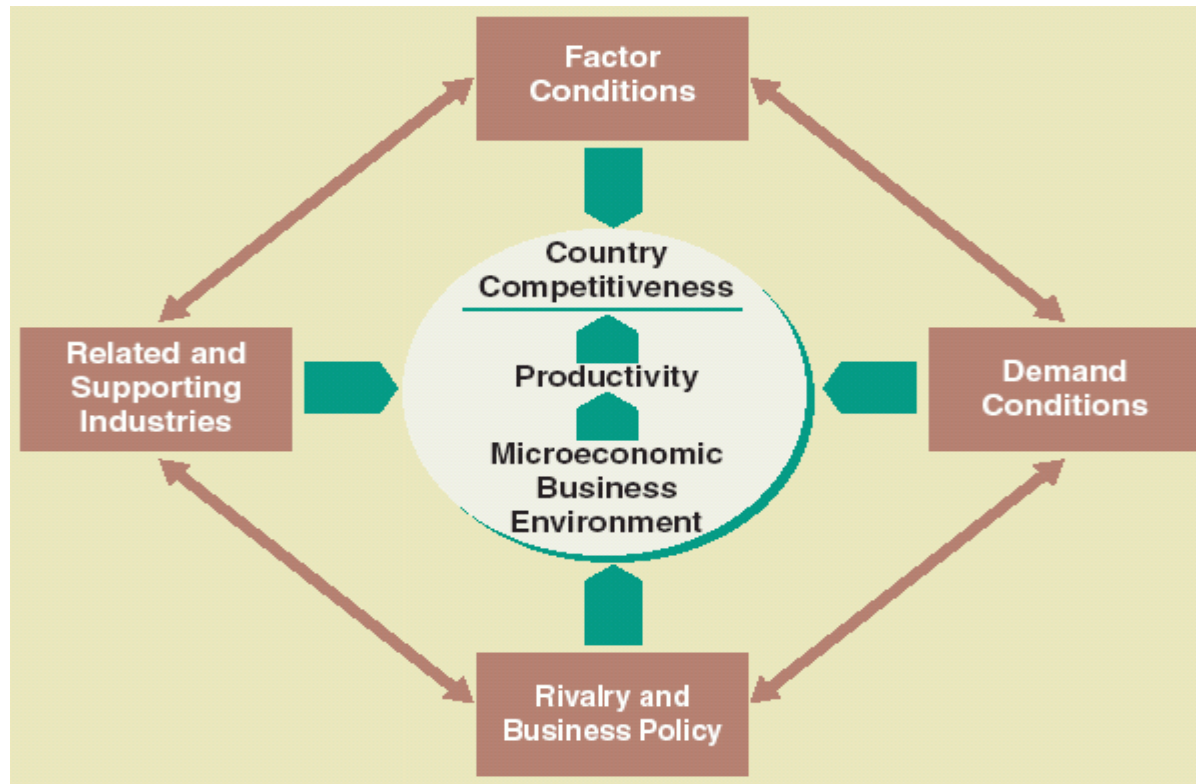 Factor
Conditions
Country
Competitiveness
Related and
Supporting
Industries
Productivity
Demand
Conditions
Microeconomic
Business
Environment
Rivalry and
Business Policy